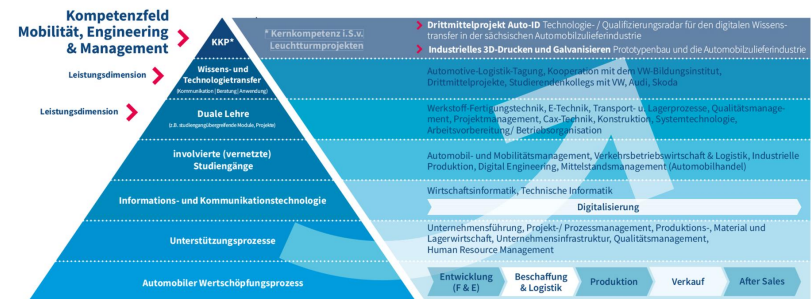 Kompetenzfeld
Mobilität, Engineering
& Management
KKP*
* Kernkompetenz i.S.v.
Leuchtturmprojekten
Drittmittelprojekt Auto-ID Technologie- / Qualifizierungsradar für den digitalen Wissens-
transfer in der sächsischen Automobilzulieferindustrie
Industrielles 3D-Drucken und Galvanisieren Prototypenbau und die Automobilzulieferindustrie
Leistungsdimension
Wissens- und
Technologietransfer
(Kommunikation | Beratung | Anwendung)
Automotive-Logistik-Tagung, Kooperation mit dem VW-Bildungsinstitut,
Drittmittelprojekte, Studierendenkollegs mit VW, Audi, Skoda
Leistungsdimension
Duale Lehre
(z.B. studiengangübergreifende Module, Projekte)
Werkstoff-Fertigungstechnik, E-Technik, Transport- u. Lagerprozesse, Qualitätsmanage-
ment, Projektmanagement, Cax-Technik, Konstruktion, Systemtechnologie,
Arbeitsvorbereitung/ Betriebsorganisation
involvierte (vernetzte)
Studiengänge
Automobil- und Mobilitätsmanagement, Verkehrsbetriebswirtschaft & Logistik, Industrielle
Produktion, Digital Engineering, Mittelstandsmanagement (Automobilhandel)
Informations- und Kommunikationstechnologie
Wirtschaftsinformatik, Technische Informatik
Digitalisierung
Unterstützungsprozesse
Unternehmensführung, Projekt-/ Prozessmanagement, Produktions-, Material und
Lagerwirtschaft, Unternehmensinfrastruktur, Qualitätsmanagement,
Human Resource Management
Automobiler Wertschöpfungsprozess
Entwicklung
(F & E)
Beschaffung
& Logistik
Produktion
Verkauf
After Sales